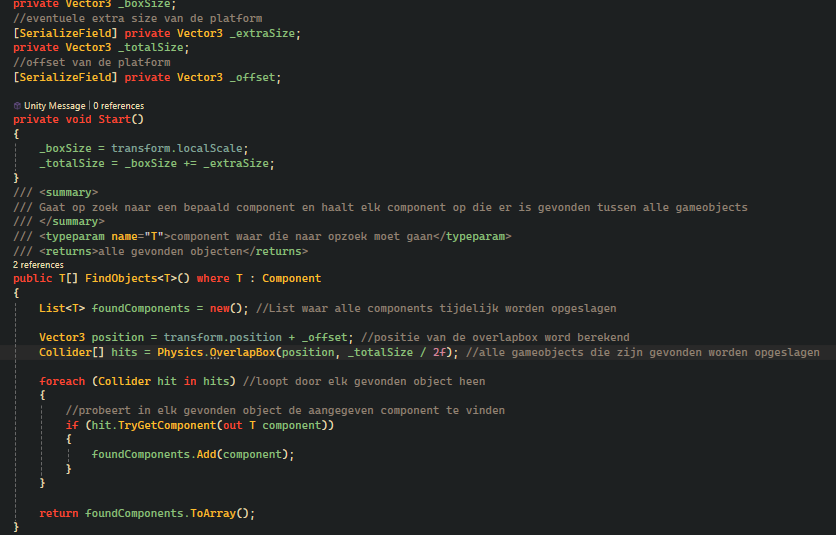 private Vector3 _boxSize;
//eventuele extra size van de platform
[SerializeField] private Vector3 _extraSize;
private Vector3 _totalSize;
//offset van de platform
[SerializeField] private Vector3 _offset;
Unity Message | 0 references
private void Start()
{
_boxSize = transform.localScale;
_totalSize = _boxSize += _extraSize;
}
/// <summary>
/// Gaat op zoek naar een bepaald component en haalt elk component op die er is gevonden tussen alle gameobjects
/// </summary>
/// <typeparam name="T">component waar die naar opzoek moet gaan</typeparam>
/// <returns>alle gevonden objecten</returns>
2 references
public T[] FindObjects<T>() where T : Component
{
List<T> foundComponents = new(); //List waar alle components tijdelijk worden opgeslagen
Vector3 position = transform.position + _offset; //positie van de overlapbox word berekend
Collider[] hits = Physics.OverlapBox(position, _totalSize / 2f); //alle gameobjects die zijn gevonden worden opgeslagen
foreach (Collider hit in hits) //loopt door elk gevonden object heen
{
//probeert in elk gevonden object de aangegeven component te vinden
if (hit.TryGetComponent(out T component))
{
foundComponents.Add(component);
}
}
return foundComponents.ToArray();
}